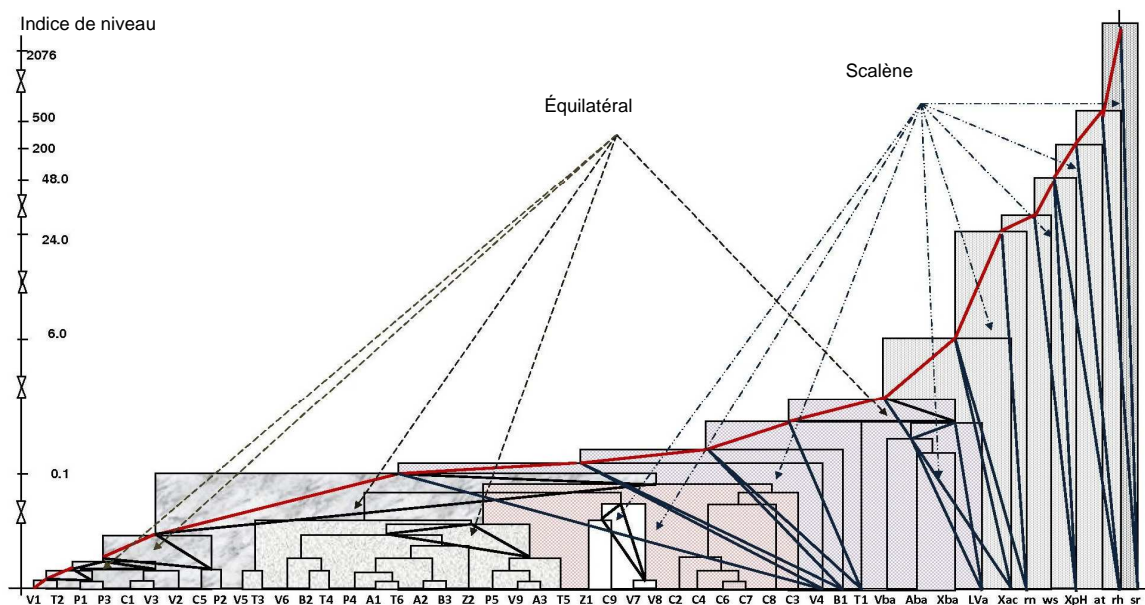 Indice de niveau
2076
Scalène
Équilatéral
500
200
48.0
24.0
6.0
0.1
V1 T2 P1 P3 C1 V3 V2 C5 P2 V5 T3 V6 B2 T4 P4 A1 T6 A2 B3 Z2 P5 V9 A3 T5 Z1 C9 V7 V8 C2 C4 C6 C7 C8 C3 V4 B1 T1 Vba Aba Xba LVa Xac rn ws XpH at rh sr